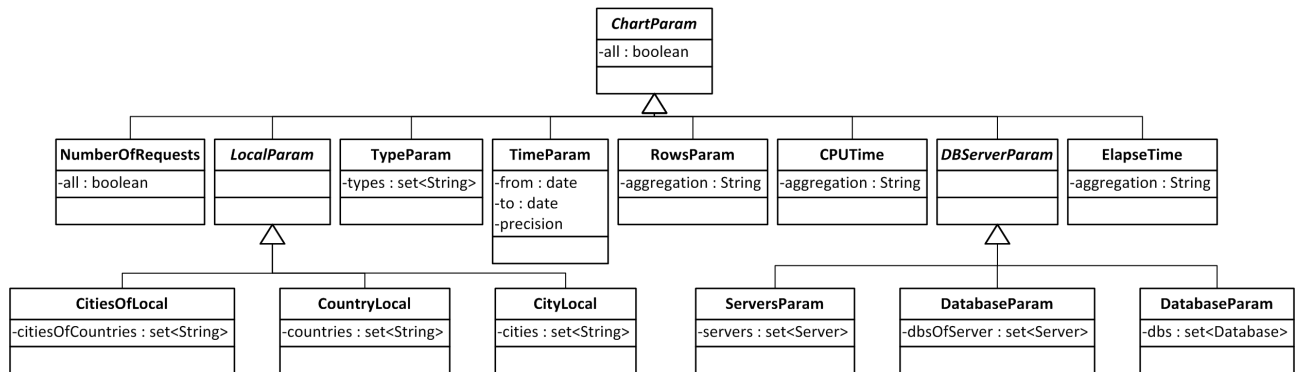 ChartParam
-all : boolean
NumberOfRequests
-all : boolean
LocalParam
TypeParam
-types : set<String>
TimeParam
-from : date
-to : date
-precision
RowsParam
-aggregation : String
CPUTime
-aggregation : String
DBServerParam
ElapseTime
-aggregation : String
CitiesOfLocal
-citiesOfCountries : set<String>
CountryLocal
-countries : set<String>
CityLocal
-cities : set<String>
ServersParam
-servers : set<Server>
DatabaseParam
-dbsOfServer : set<Server>
DatabaseParam
-dbs : set<Database>